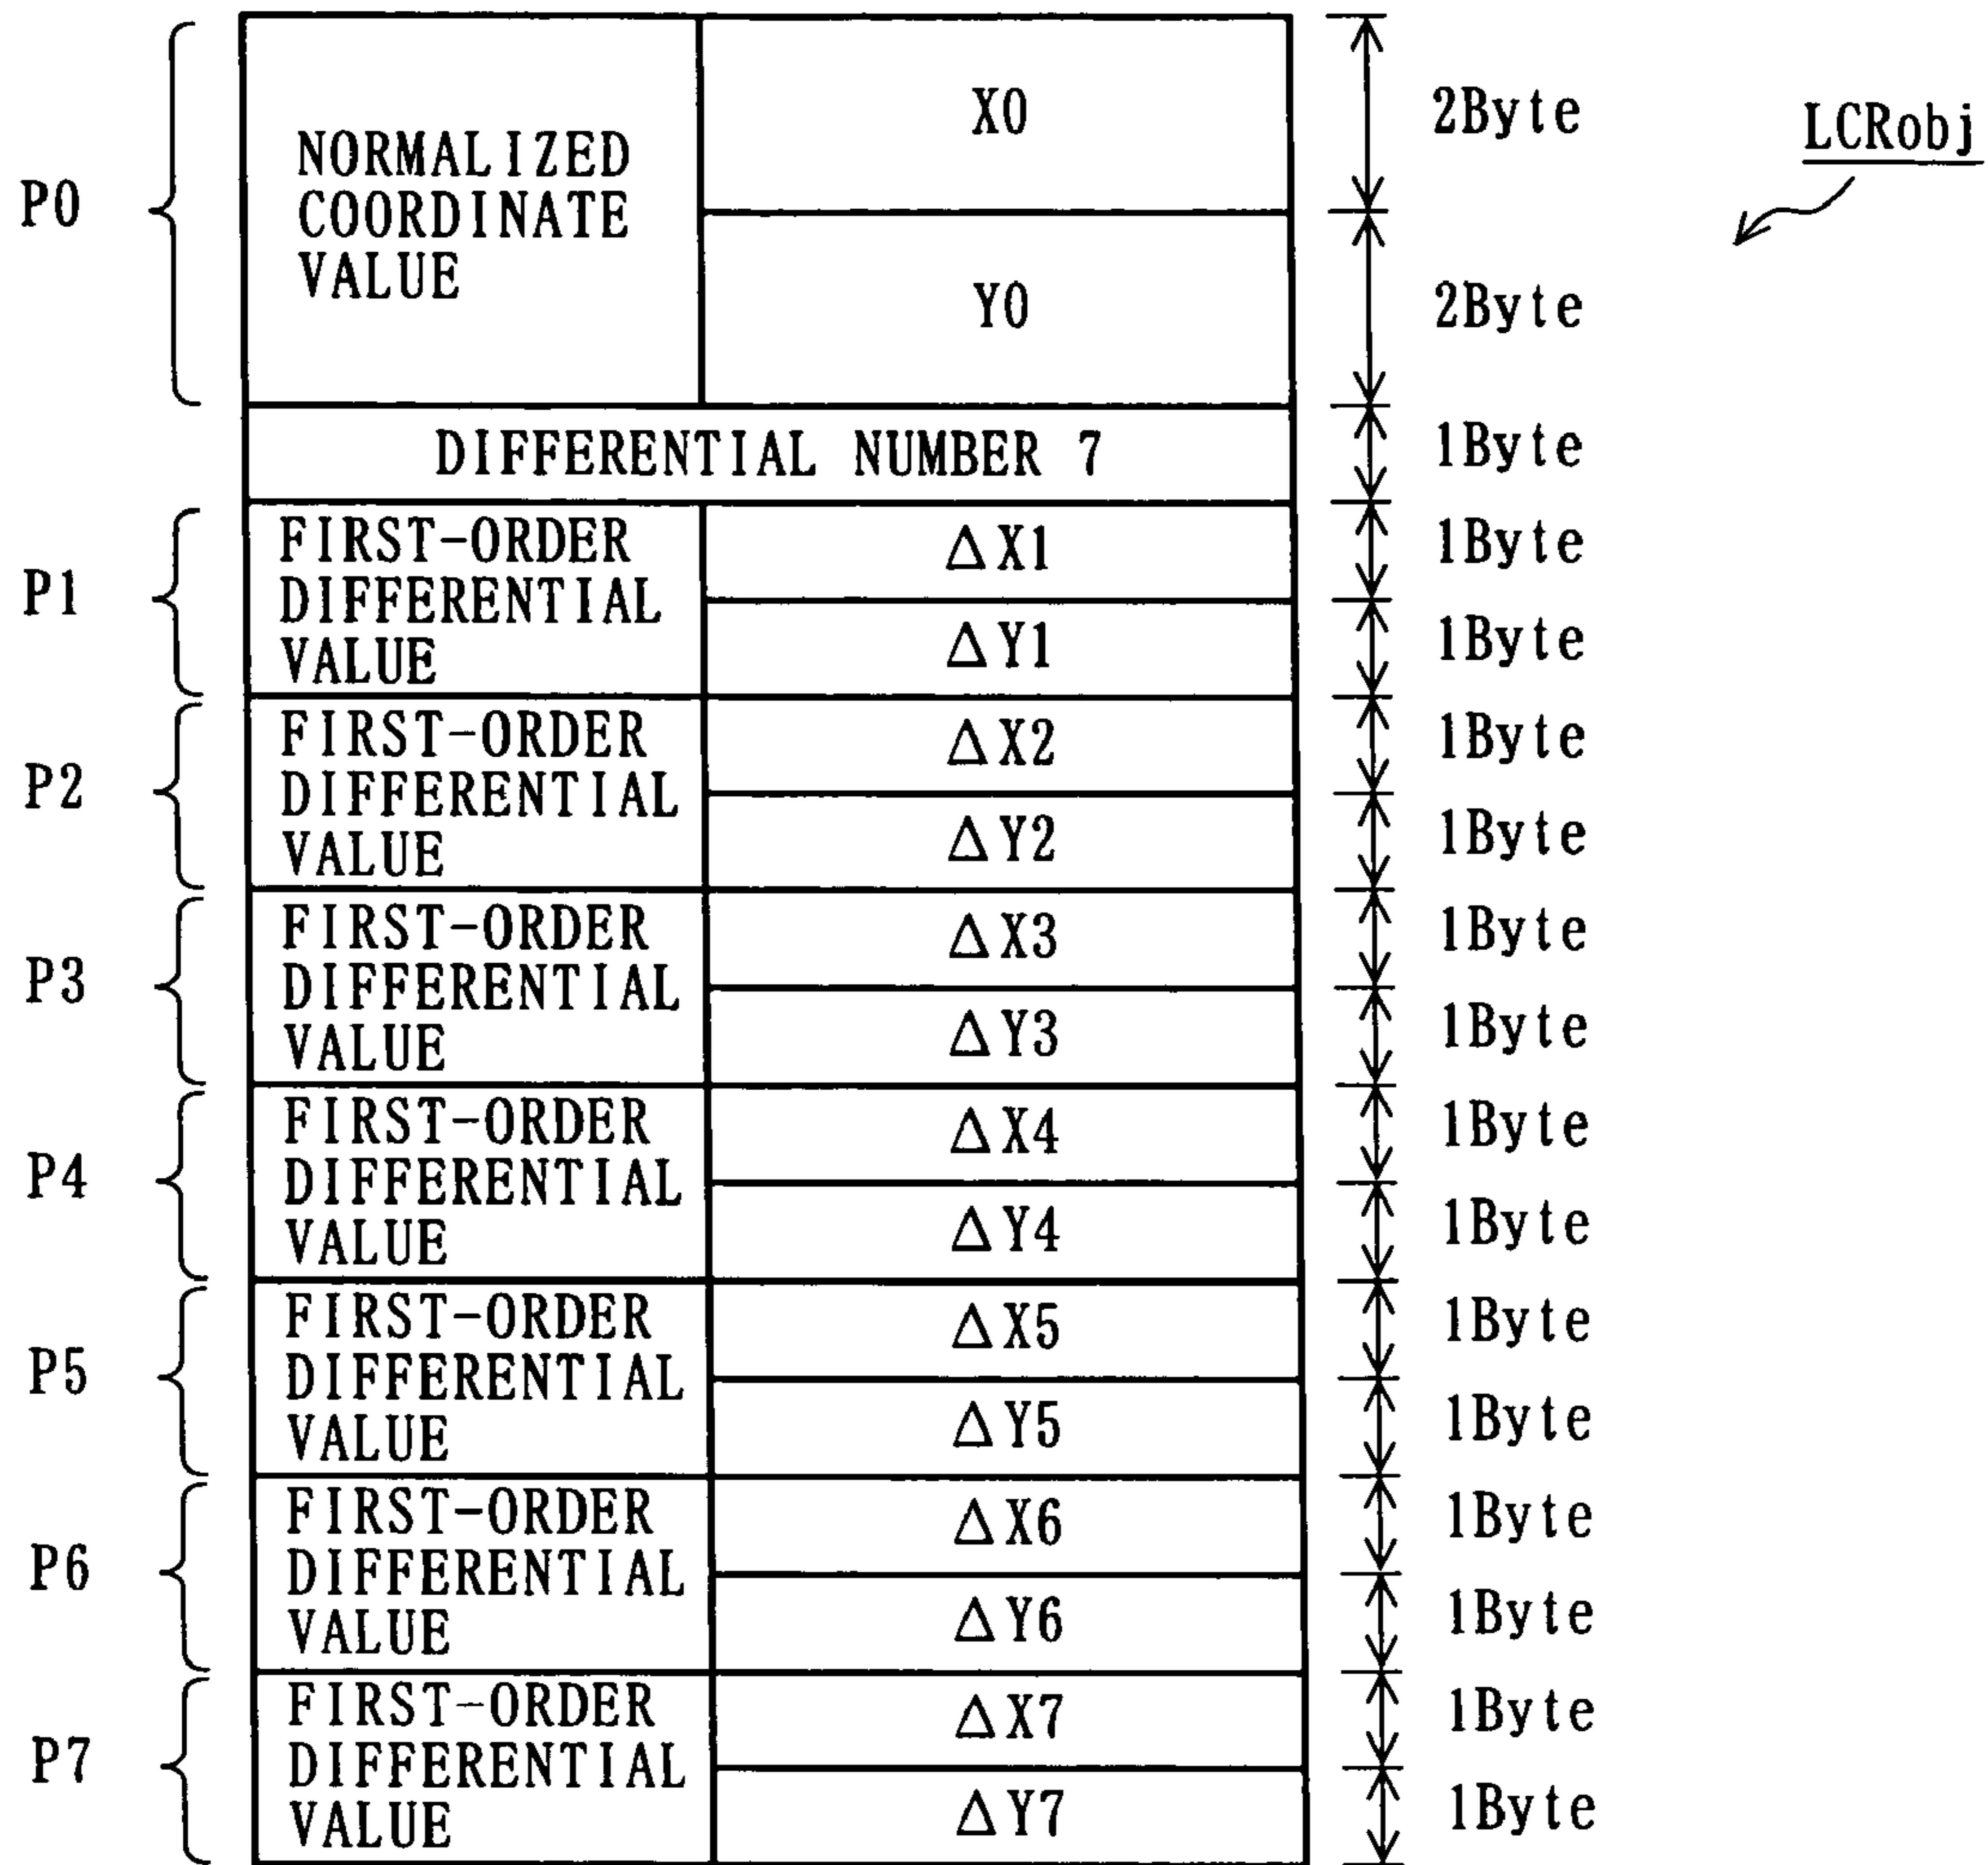 X0
2Byte
LCRobj
P0
NORMALIZED
COORDINATE
VALUE
Y0
2Byte
DIFFERENTIAL NUMBER 7
1Byte
P1
FIRST-ORDER
DIFFERENTIAL
VALUE
ΔX1
1Byte
ΔY1
1Byte
P2
FIRST-ORDER
DIFFERENTIAL
VALUE
ΔX2
1Byte
ΔY2
1Byte
P3
FIRST-ORDER
DIFFERENTIAL
VALUE
ΔX3
1Byte
ΔY3
1Byte
P4
FIRST-ORDER
DIFFERENTIAL
VALUE
ΔX4
1Byte
ΔY4
1Byte
P5
FIRST-ORDER
DIFFERENTIAL
VALUE
ΔX5
1Byte
ΔY5
1Byte
P6
FIRST-ORDER
DIFFERENTIAL
VALUE
ΔX6
1Byte
ΔY6
1Byte
P7
FIRST-ORDER
DIFFERENTIAL
VALUE
ΔX7
1Byte
ΔY7
1Byte